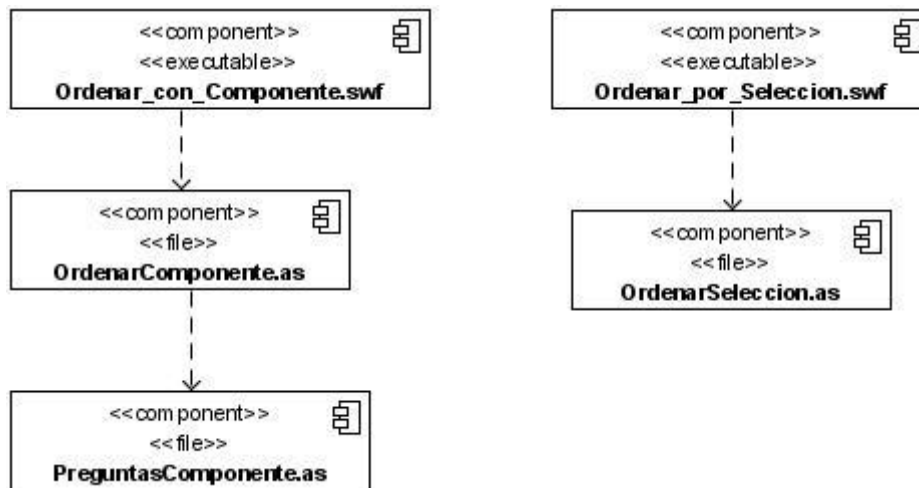 <<component>>
<<executable>>
Ordenar_con_Componente.swf
<<component>>
<<executable>>
Ordenar_por_Seleccion.swf
<<component>>
<<file>>
OrdenarComponente.as
<<component>>
<<file>>
OrdenarSeleccion.as
<<component>>
<<file>>
PreguntasComponente.as